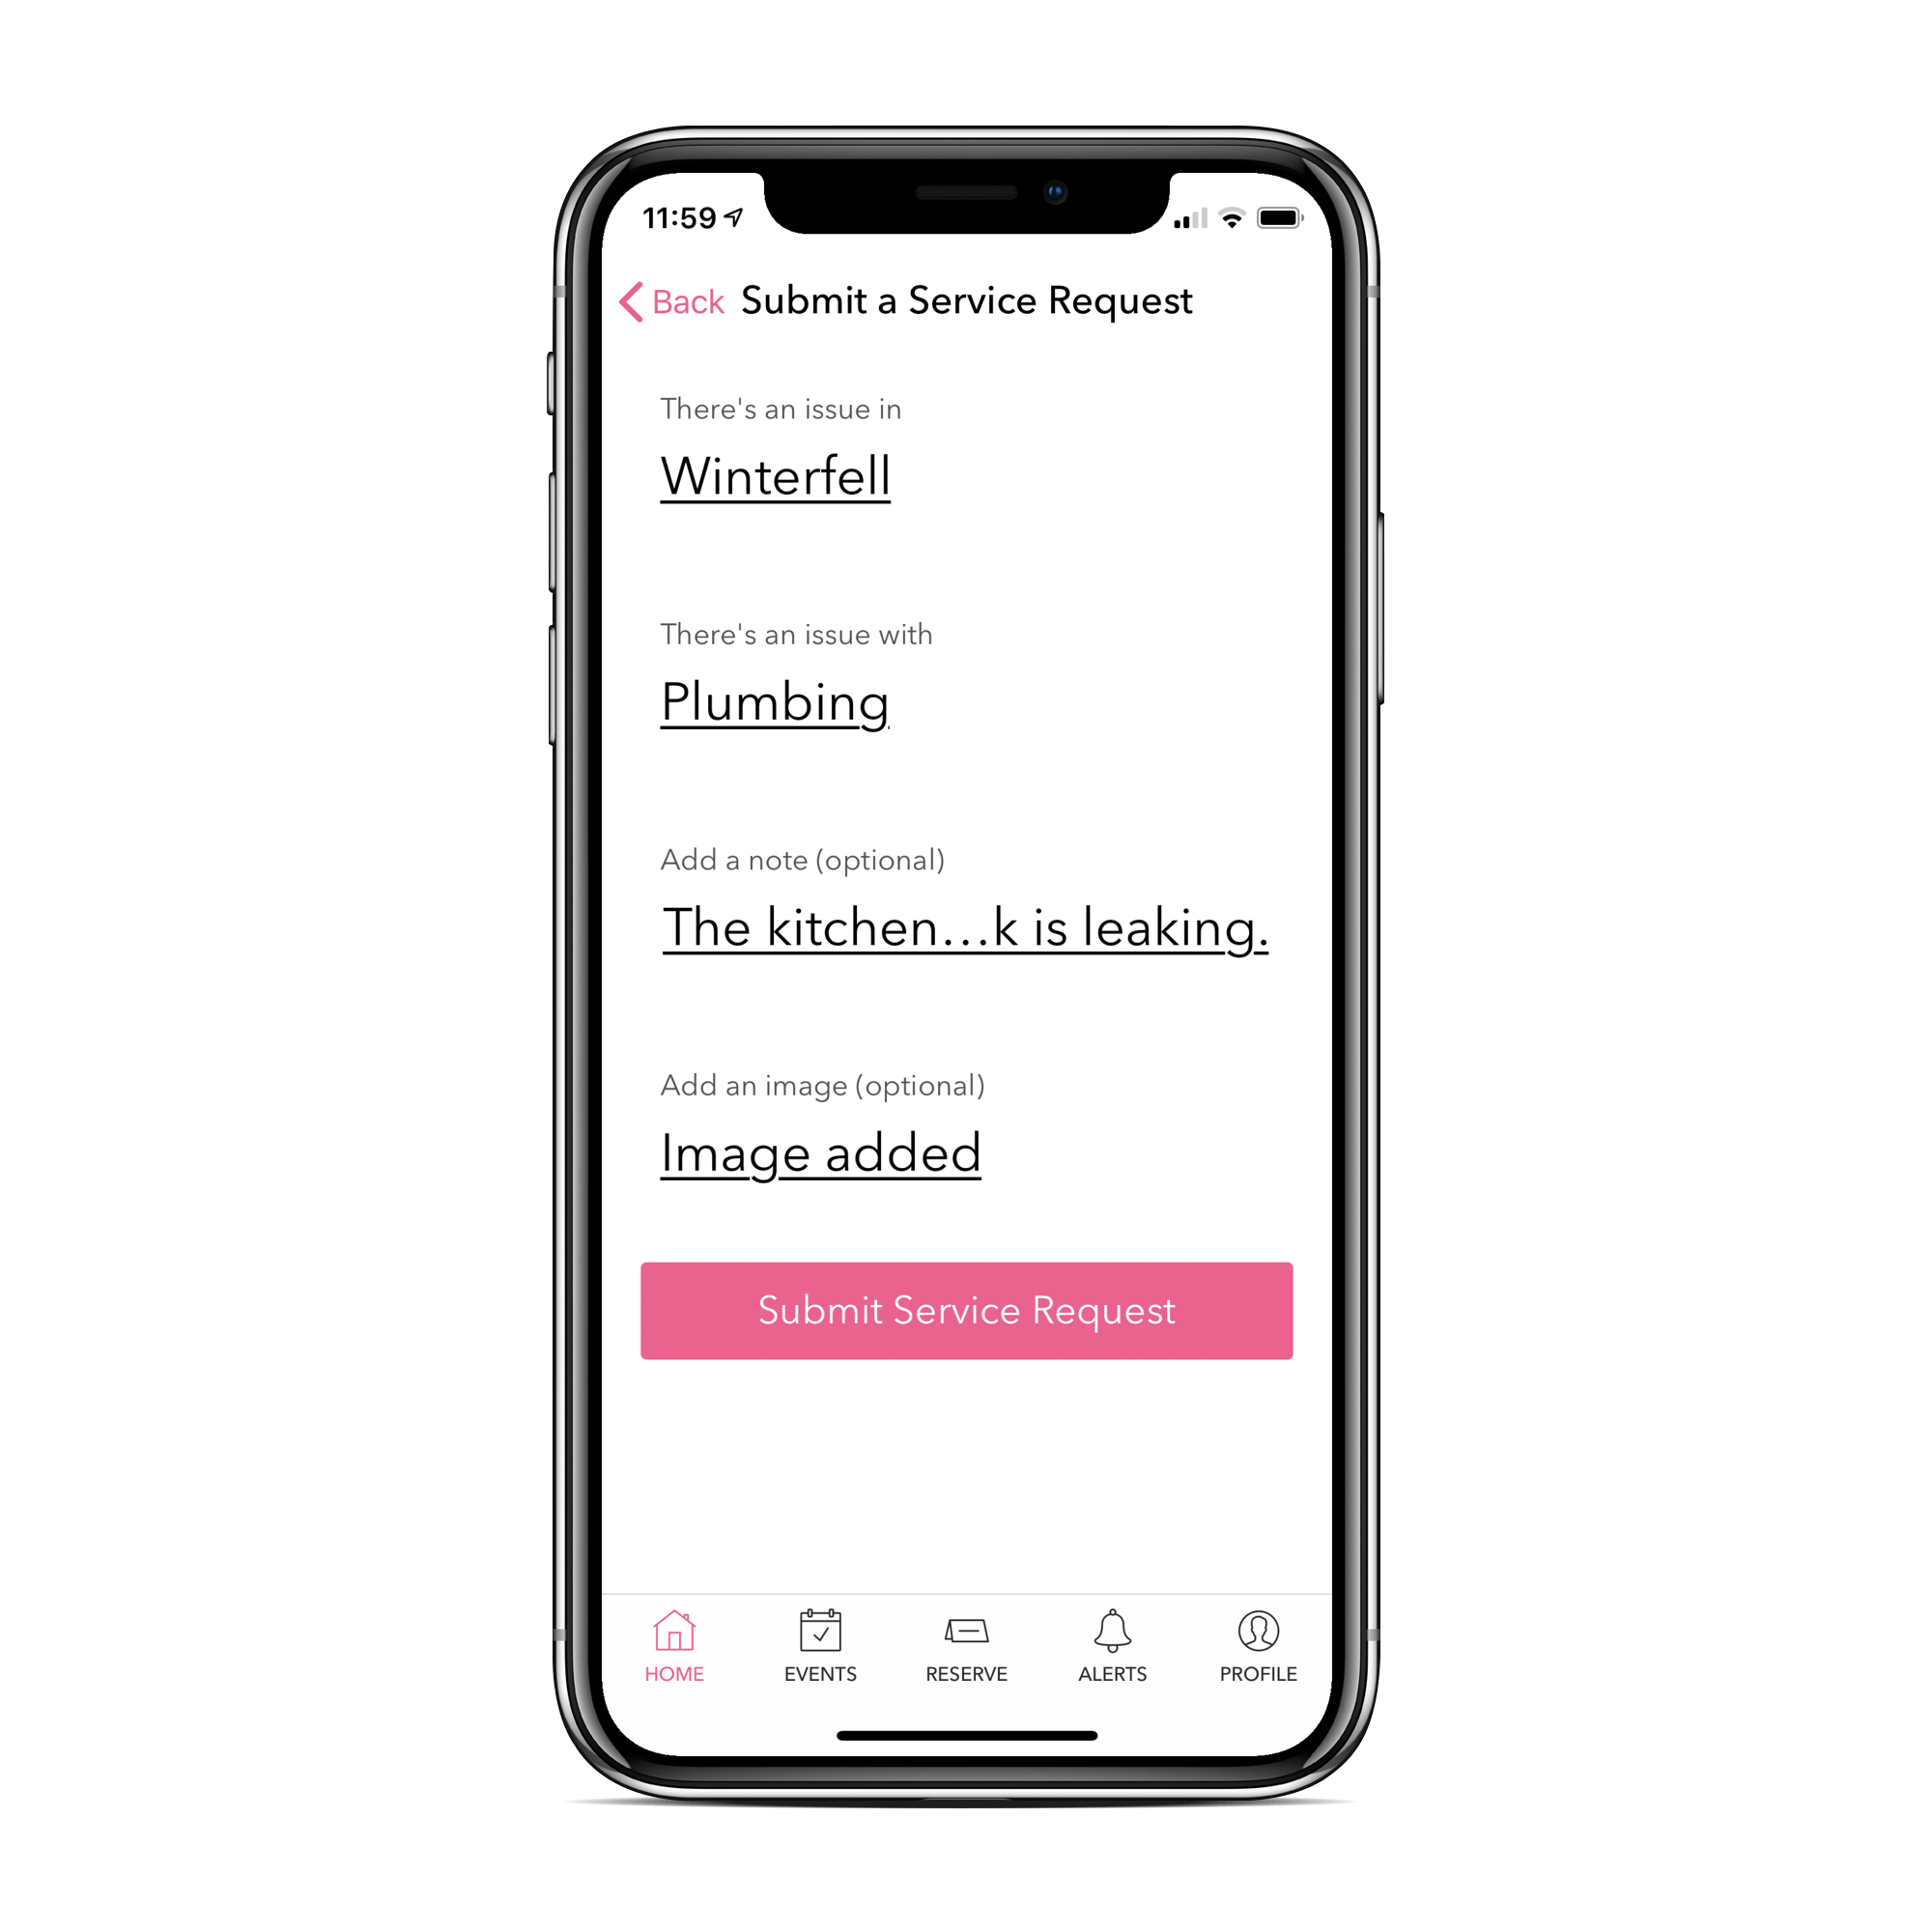 11:59
Back Submit a Service Request
There's an issue in
Winterfell
There's an issue with
Plumbing
Add a note (optional)
The kitchen...k is leaking.
Add an image (optional)
Image added
Submit Service Request
HOME EVENTS RESERVE ALERTS PROFILE